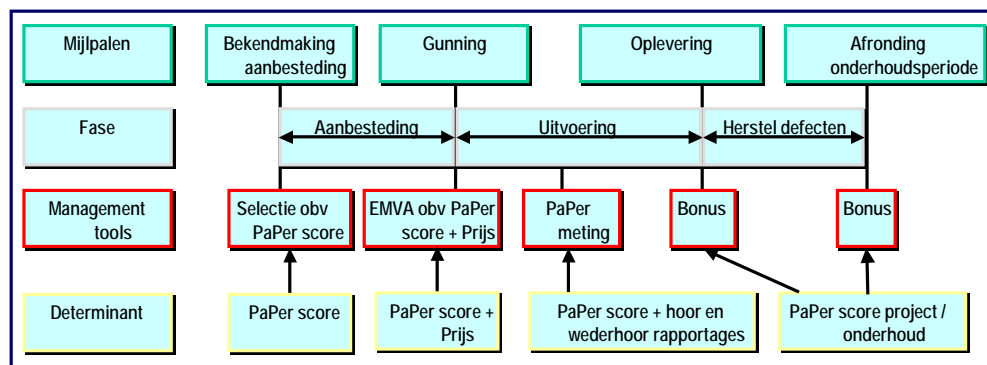 Mijlpalen
Bekendmaking
aanbesteding
Gunning
Oplevering
Afronding
onderhoudsperiode
Fase
Aanbesteding
Uitvoering
Herstel defecten
Management
tools
Selectie obv
PaPer score
EMVA obv PaPer
score + Prijs
PaPer
meting
Bonus
Bonus
Determinant
PaPer score
PaPer score +
Prijs
PaPer score + hoor en
wederhoor rapportages
PaPer score project /
onderhoud